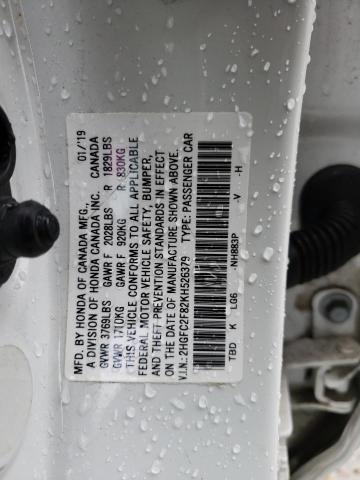 MFD. BY HONDA OF CANADA MFG., 01/'19
A DIVISION OF HONDA CANADA INC. CANADA
GVWR 3769LBS GAWR F 2028LBS R 1829LBS
GVWR 1710KG GAWR F 920KG R 830KG
THIS VEHICLE CONFORMS TO ALL APPLICABLE
FEDERAL MOTOR VEHICLE SAFETY, BUMPER,
AND THEFT PREVENTION STANDARDS IN EFFECT
ON THE DATE OF MANUFACTURE SHOWN ABOVE.
V.I.N.: 2HGFC2F82KH526379 TYPE: PASSENGER CAR
NH883P -V -H
TBD K LG6